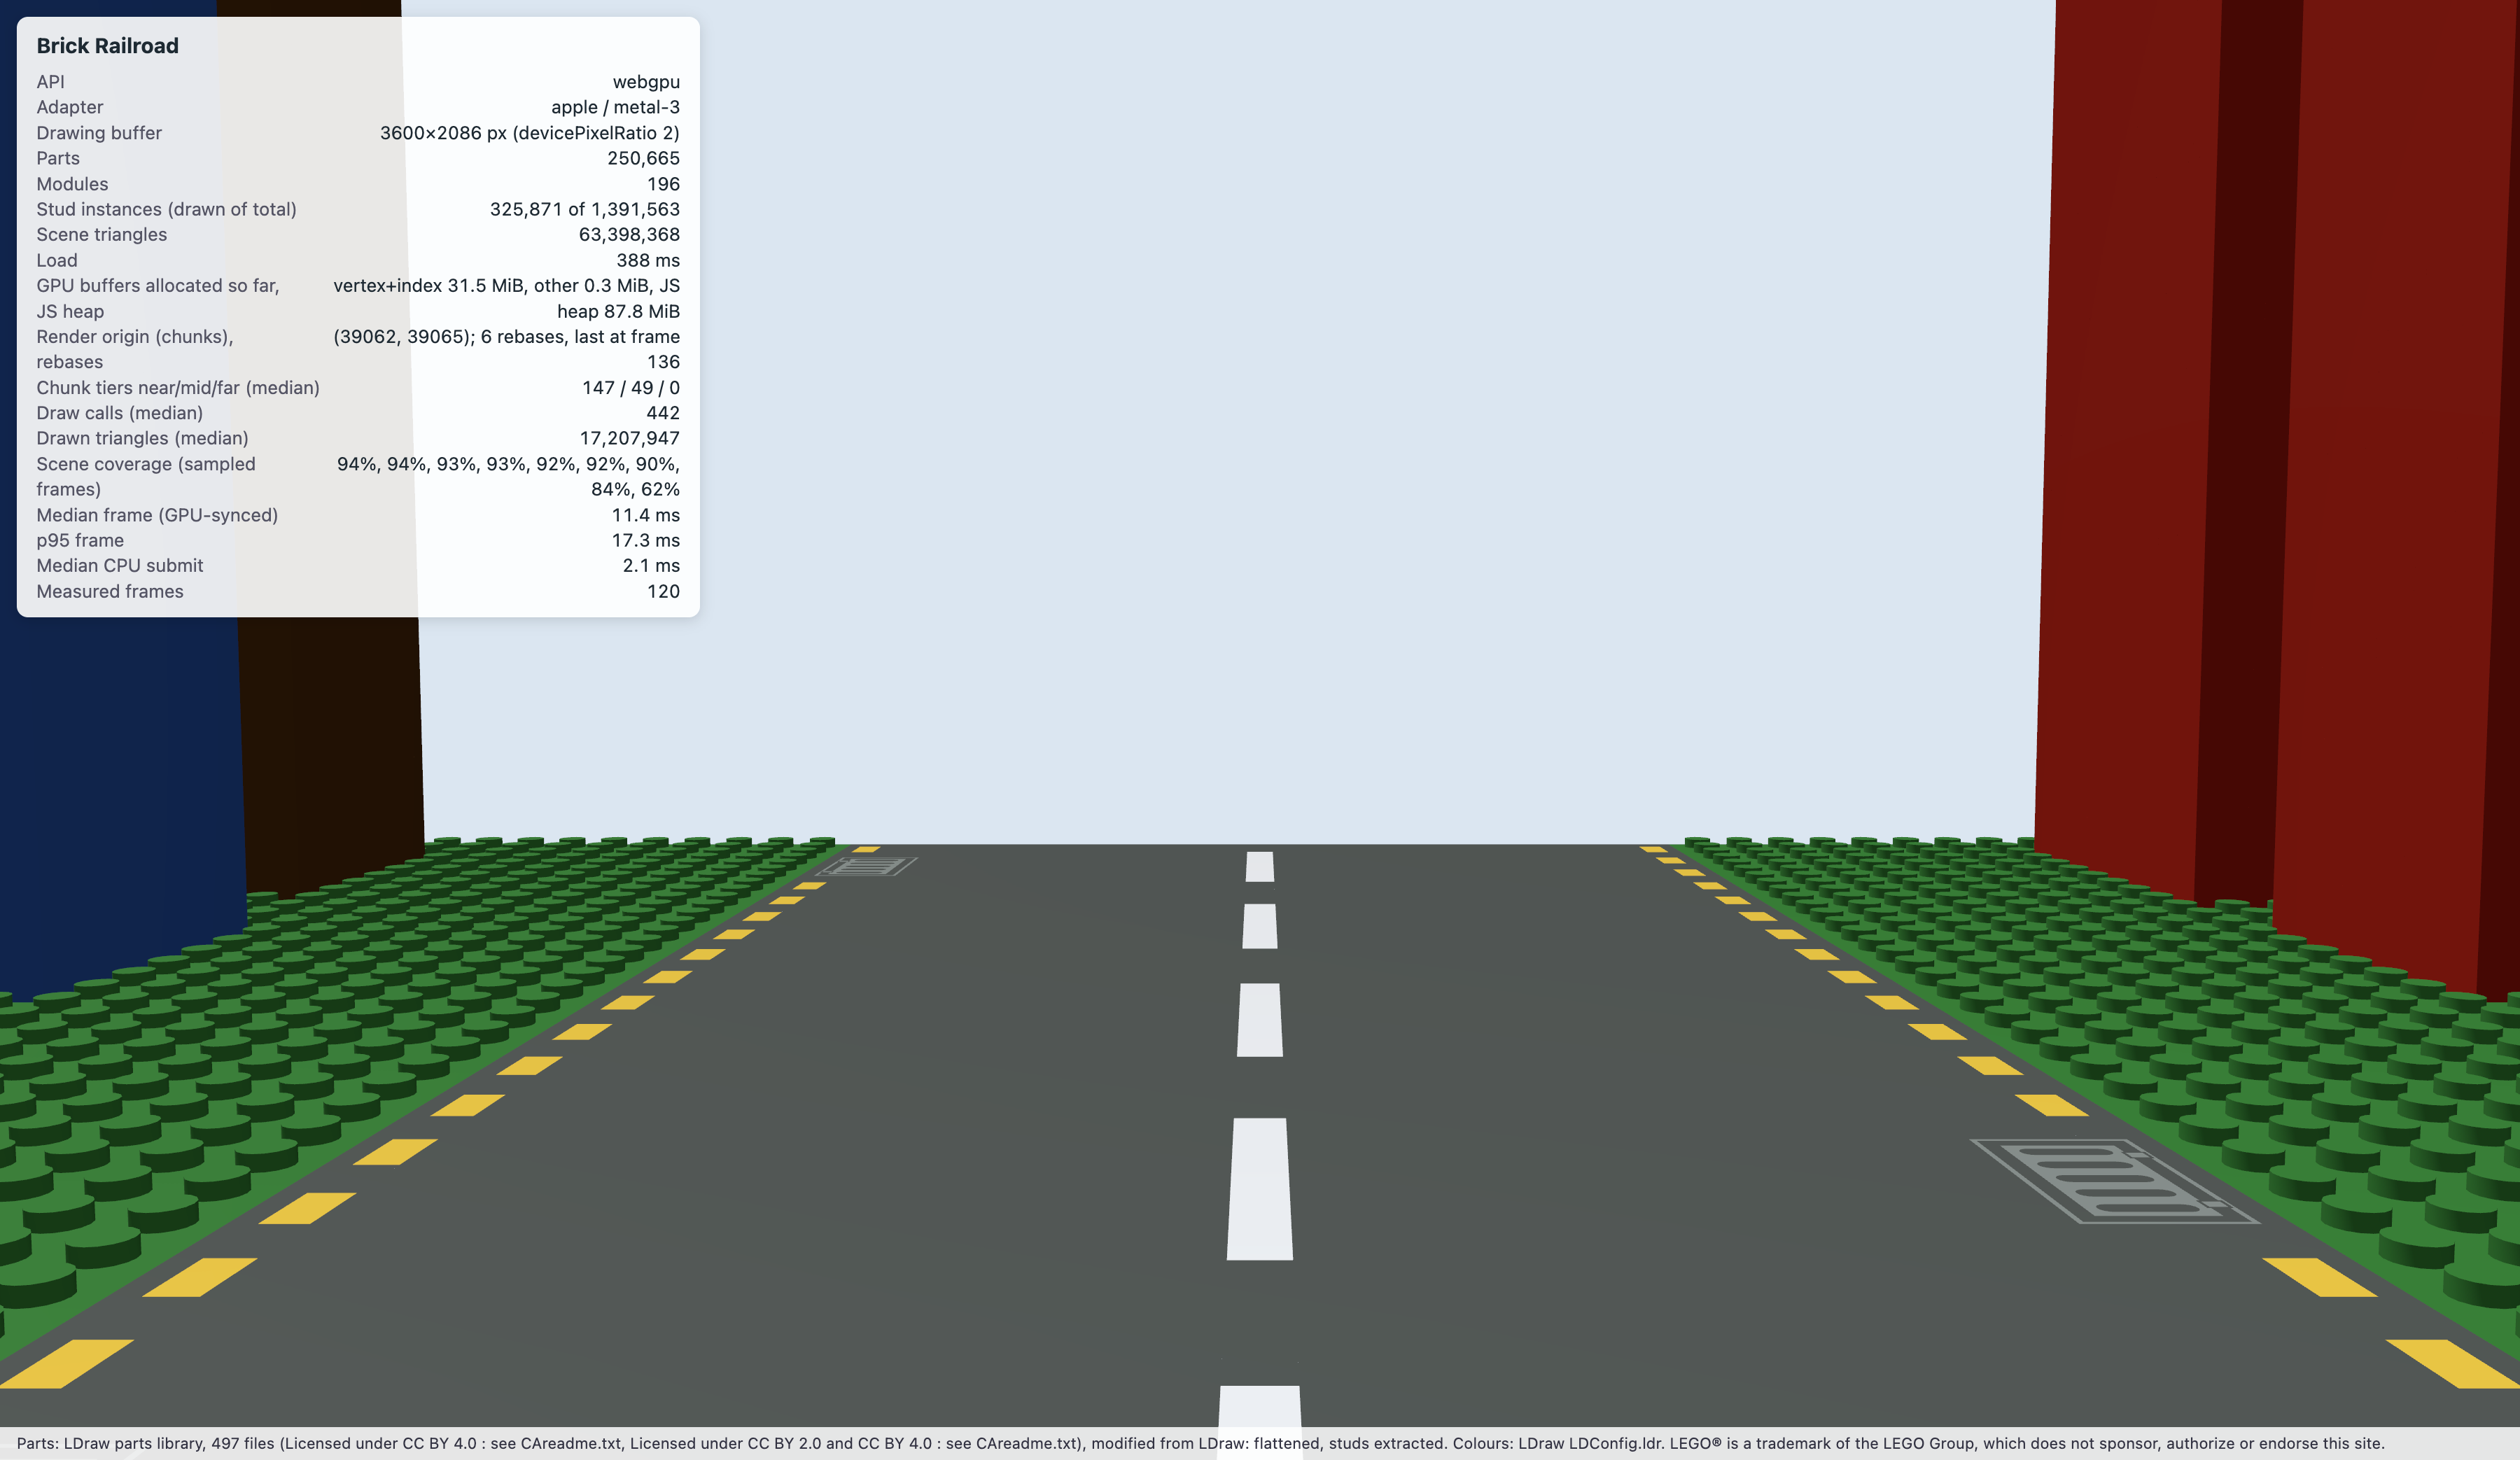 Brick Railroad
API webgpu
Adapter apple / metal-3
Drawing buffer 3600×2086 px (devicePixelRatio 2)
Parts 250,665
Modules 196
Stud instances (drawn of total) 325,871 of 1,391,563
Scene triangles 63,398,368
Load 388 ms
GPU buffers allocated so far, vertex+index 31.5 MiB, other 0.3 MiB, JS
JS heap heap 87.8 MiB
Render origin (chunks), (39062, 39065); 6 rebases, last at frame
rebases 136
Chunk tiers near/mid/far (median) 147 / 49 / 0
Draw calls (median) 442
Drawn triangles (median) 17,207,947
Scene coverage (sampled 94%, 94%, 93%, 93%, 92%, 92%, 90%,
frames) 84%, 62%
Median frame (GPU-synced) 11.4 ms
p95 frame 17.3 ms
Median CPU submit 2.1 ms
Measured frames 120
Parts: LDraw parts library, 497 files (Licensed under CC BY 4.0 : see CAreadme.txt, Licensed under CC BY 2.0 and CC BY 4.0 : see CAreadme.txt), modified from LDraw: flattened, studs extracted. Colours: LDraw LDConfig.ldr. LEGO® is a trademark of the LEGO Group, which does not sponsor, authorize or endorse this site.